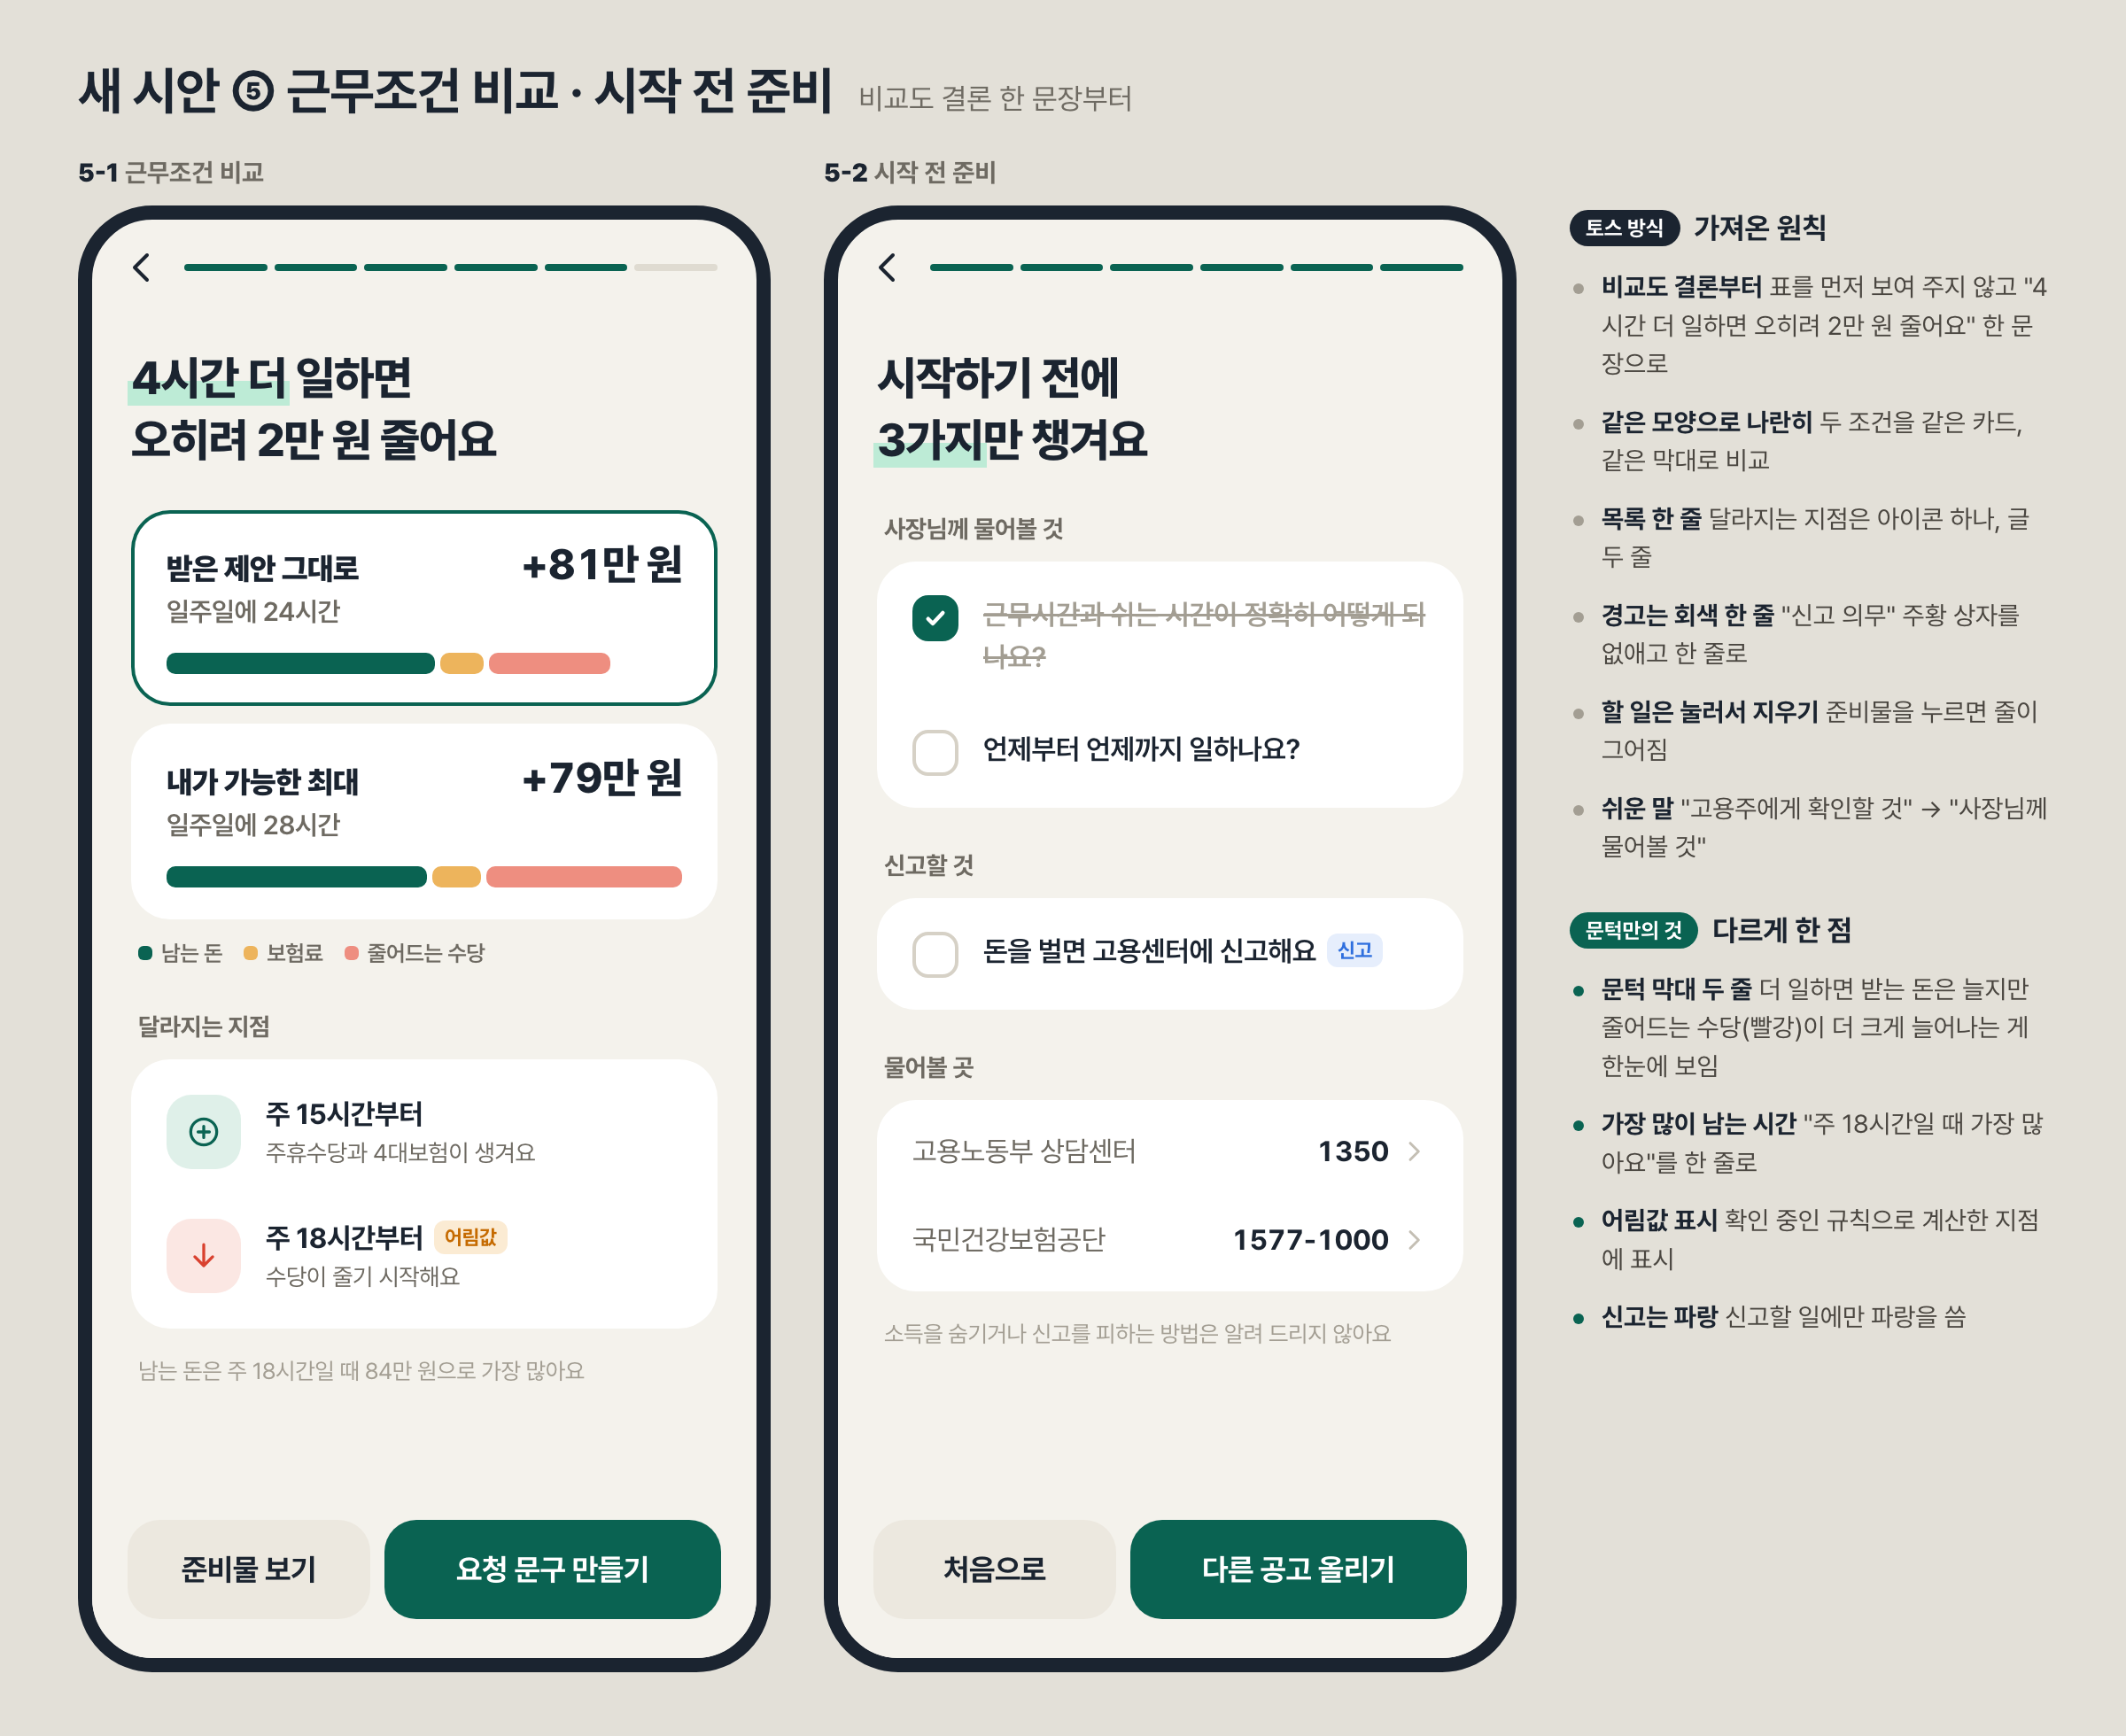 새 시안 ⑤ 근무조건 비교 · 시작 전 준비 비교도 결론 한 문장부터
5-1 근무조건 비교
4시간 더 일하면
오히려 2만 원 줄어요
받은 제안 그대로 +81만 원
일주일에 24시간
내가 가능한 최대 +79만 원
일주일에 28시간
남는 돈 보험료 줄어드는 수당
달라지는 지점
주 15시간부터
주휴수당과 4대보험이 생겨요
주 18시간부터 어림값
수당이 줄기 시작해요
남는 돈은 주 18시간일 때 84만 원으로 가장 많아요
준비물 보기 요청 문구 만들기
5-2 시작 전 준비
시작하기 전에
3가지만 챙겨요
사장님께 물어볼 것
근무시간과 쉬는 시간이 정확히 어떻게 되
나요?
언제부터 언제까지 일하나요?
신고할 것
돈을 벌면 고용센터에 신고해요 신고
물어볼 곳
고용노동부 상담센터 1350
국민건강보험공단 1577-1000
소득을 숨기거나 신고를 피하는 방법은 알려 드리지 않아요
처음으로 다른 공고 올리기
토스 방식 가져온 원칙
비교도 결론부터 표를 먼저 보여 주지 않고 "4
시간 더 일하면 오히려 2만 원 줄어요" 한 문
장으로
같은 모양으로 나란히 두 조건을 같은 카드,
같은 막대로 비교
목록 한 줄 달라지는 지점은 아이콘 하나, 글
두 줄
경고는 회색 한 줄 "신고 의무" 주황 상자를
없애고 한 줄로
할 일은 눌러서 지우기 준비물을 누르면 줄이
그어짐
쉬운 말 "고용주에게 확인할 것" → "사장님께
물어볼 것"
문턱만의 것 다르게 한 점
문턱 막대 두 줄 더 일하면 받는 돈은 늘지만
줄어드는 수당(빨강)이 더 크게 늘어나는 게
한눈에 보임
가장 많이 남는 시간 "주 18시간일 때 가장 많
아요"를 한 줄로
어림값 표시 확인 중인 규칙으로 계산한 지점
에 표시
신고는 파랑 신고할 일에만 파랑을 씀